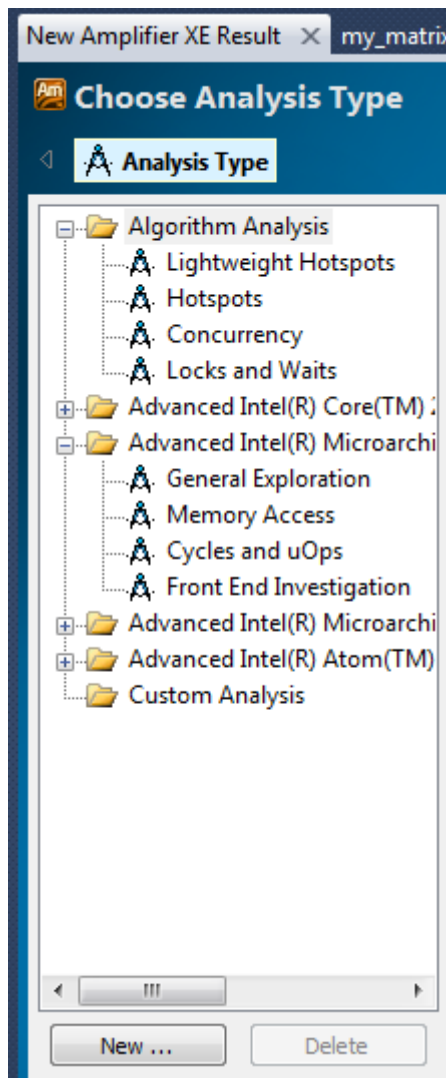 New Amplifier XE Result my_matrix
Am Choose Analysis Type
Analysis Type
Algorithm Analysis
Lightweight Hotspots
Hotspots
Concurrency
Locks and Waits
Advanced Intel(R) Core(TM)
Advanced Intel(R) Microarchi
General Exploration
Memory Access
Cycles and uOps
Front End Investigation
Advanced Intel(R) Microarchi
Advanced Intel(R) Atom(TM)
Custom Analysis
New ... Delete